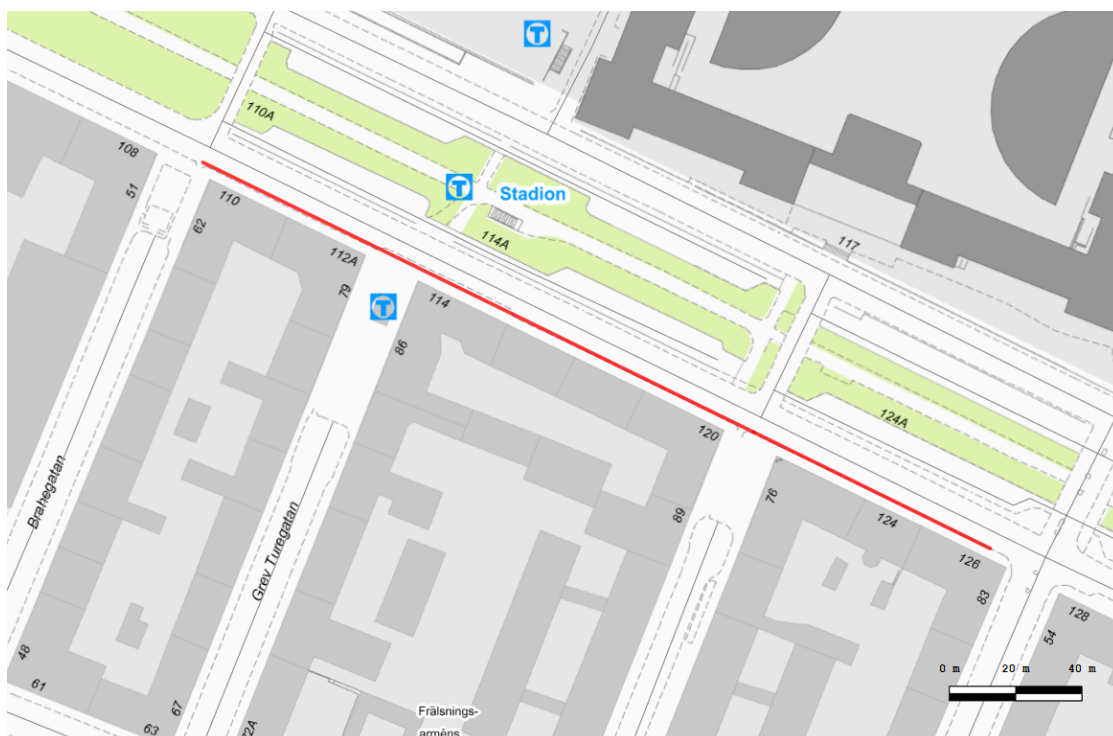 T
110A
108
51
T
Stadion
110
62
114A
117
112A
79
T
114
86
124A
120
89
76
124
126
83
128
54
Brahegatan
Grev Turegatan
48
61
63
67
72A
Frälsnings-
arméns
0 m 20 m 40 m